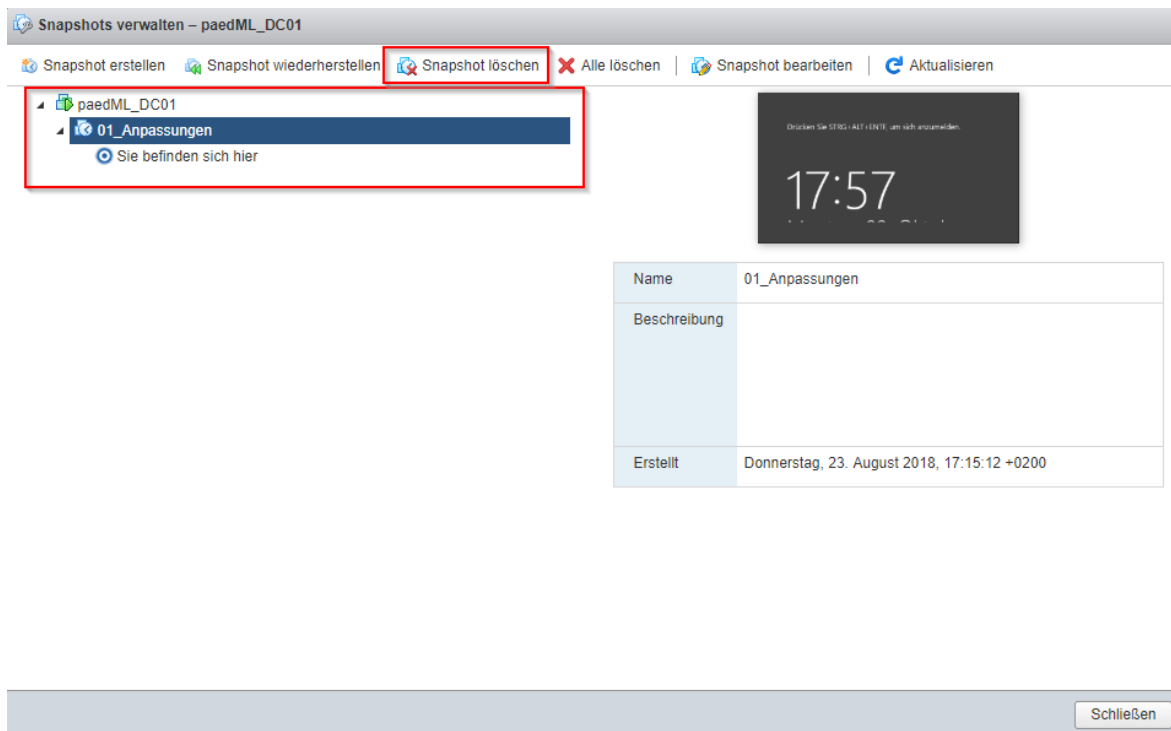 Snapshots verwalten – paedML_DC01
Snapshot erstellen Snapshot wiederherstellen Snapshot löschen Alle löschen Snapshot bearbeiten Aktualisieren
paedML_DC01
01_Anpassungen
Sie befinden sich hier
Drücken Sie STRG+ALT+ENTF, um sich anzumelden.
17:57
Name 01_Anpassungen
Beschreibung
Erstellt Donnerstag, 23. August 2018, 17:15:12 +0200
Schließen